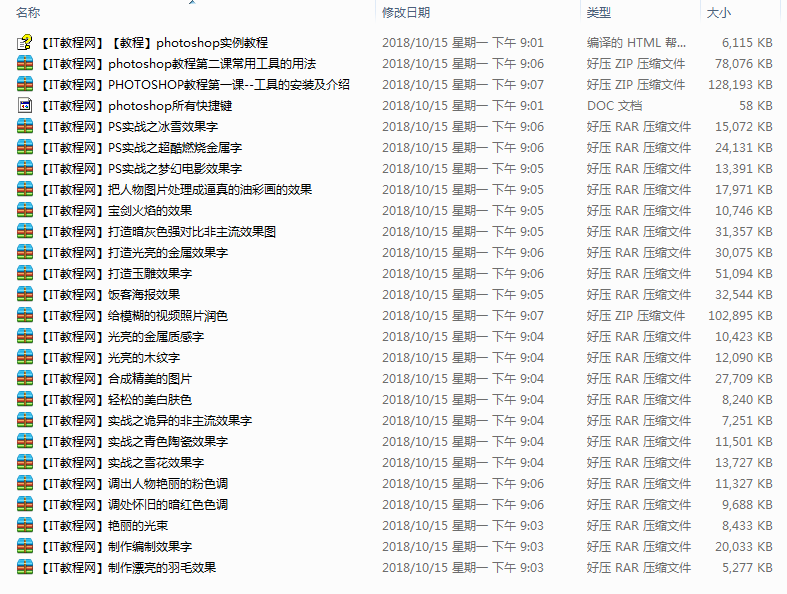 名称 修改日期 类型 大小
【IT教程网】【教程】photoshop实例教程 2018/10/15 星期一 下午 9:01 编译的 HTML 帮... 6,115 KB
【IT教程网】photoshop教程第二课常用工具的用法 2018/10/15 星期一 下午 9:06 好压 ZIP 压缩文件 78,076 KB
【IT教程网】PHOTOSHOP教程第一课--工具的安装及介绍 2018/10/15 星期一 下午 9:07 好压 ZIP 压缩文件 128,193 KB
【IT教程网】photoshop所有快捷键 2018/10/15 星期一 下午 9:01 DOC 文档 58 KB
【IT教程网】PS实战之冰雪效果字 2018/10/15 星期一 下午 9:06 好压 RAR 压缩文件 15,072 KB
【IT教程网】PS实战之超酷燃烧金属字 2018/10/15 星期一 下午 9:06 好压 RAR 压缩文件 24,131 KB
【IT教程网】PS实战之梦幻电影效果字 2018/10/15 星期一 下午 9:05 好压 RAR 压缩文件 13,391 KB
【IT教程网】把人物图片处理成逼真的油彩画的效果 2018/10/15 星期一 下午 9:05 好压 RAR 压缩文件 17,971 KB
【IT教程网】宝剑火焰的效果 2018/10/15 星期一 下午 9:05 好压 RAR 压缩文件 10,746 KB
【IT教程网】打造暗灰色强对比非主流效果图 2018/10/15 星期一 下午 9:05 好压 RAR 压缩文件 31,357 KB
【IT教程网】打造光亮的金属效果字 2018/10/15 星期一 下午 9:06 好压 RAR 压缩文件 30,075 KB
【IT教程网】打造玉雕效果字 2018/10/15 星期一 下午 9:06 好压 RAR 压缩文件 51,094 KB
【IT教程网】饭客海报效果 2018/10/15 星期一 下午 9:05 好压 RAR 压缩文件 32,544 KB
【IT教程网】给模糊的视频照片润色 2018/10/15 星期一 下午 9:07 好压 ZIP 压缩文件 102,895 KB
【IT教程网】光亮的金属质感字 2018/10/15 星期一 下午 9:04 好压 RAR 压缩文件 10,423 KB
【IT教程网】光亮的木纹字 2018/10/15 星期一 下午 9:04 好压 RAR 压缩文件 12,090 KB
【IT教程网】合成精美的图片 2018/10/15 星期一 下午 9:04 好压 RAR 压缩文件 27,709 KB
【IT教程网】轻松的美白肤色 2018/10/15 星期一 下午 9:04 好压 RAR 压缩文件 8,240 KB
【IT教程网】实战之诡异的非主流效果字 2018/10/15 星期一 下午 9:04 好压 RAR 压缩文件 7,251 KB
【IT教程网】实战之青色陶瓷效果字 2018/10/15 星期一 下午 9:04 好压 RAR 压缩文件 11,501 KB
【IT教程网】实战之雪花效果字 2018/10/15 星期一 下午 9:04 好压 RAR 压缩文件 13,727 KB
【IT教程网】调出人物艳丽的粉色调 2018/10/15 星期一 下午 9:06 好压 RAR 压缩文件 11,327 KB
【IT教程网】调处怀旧的暗红色色调 2018/10/15 星期一 下午 9:06 好压 RAR 压缩文件 9,688 KB
【IT教程网】艳丽的光束 2018/10/15 星期一 下午 9:03 好压 RAR 压缩文件 8,433 KB
【IT教程网】制作编制效果字 2018/10/15 星期一 下午 9:03 好压 RAR 压缩文件 20,033 KB
【IT教程网】制作漂亮的羽毛效果 2018/10/15 星期一 下午 9:03 好压 RAR 压缩文件 5,277 KB